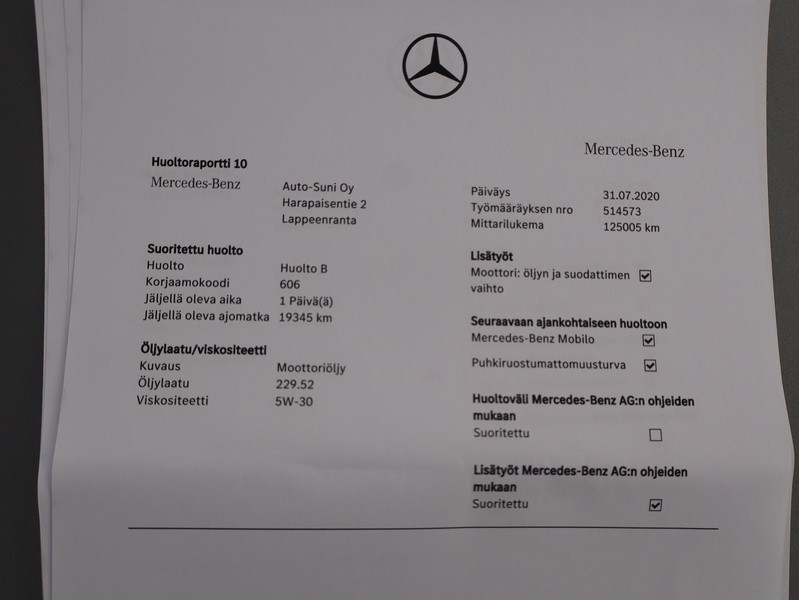 Mercedes-Benz
Huoltoraportti 10
Mercedes-Benz
Auto-Suni Oy
Harapaisentie 2
Lappeenranta
Päiväys 31.07.2020
Työmääräyksen nro 514573
Mittarilukema 125005 km
Suoritettu huolto
Huolto Huolto B
Korjaamokoodi 606
Jäljellä oleva aika 1 Päivä(ä)
Jäljellä oleva ajomatka 19345 km
Öljylaatu/viskositeetti
Kuvaus Moottoriöljy
Öljylaatu 229.52
Viskositeetti 5W-30
Lisätyöt
Moottori: öljyn ja suodattimen
vaihto
Seuraavaan ajankohtaiseen huoltoon
Mercedes-Benz Mobilo
Puhkiruostumattomuusturva
Huoltoväli Mercedes-Benz AG:n ohjeiden
mukaan
Suoritettu
Lisätyöt Mercedes-Benz AG:n ohjeiden
mukaan
Suoritettu